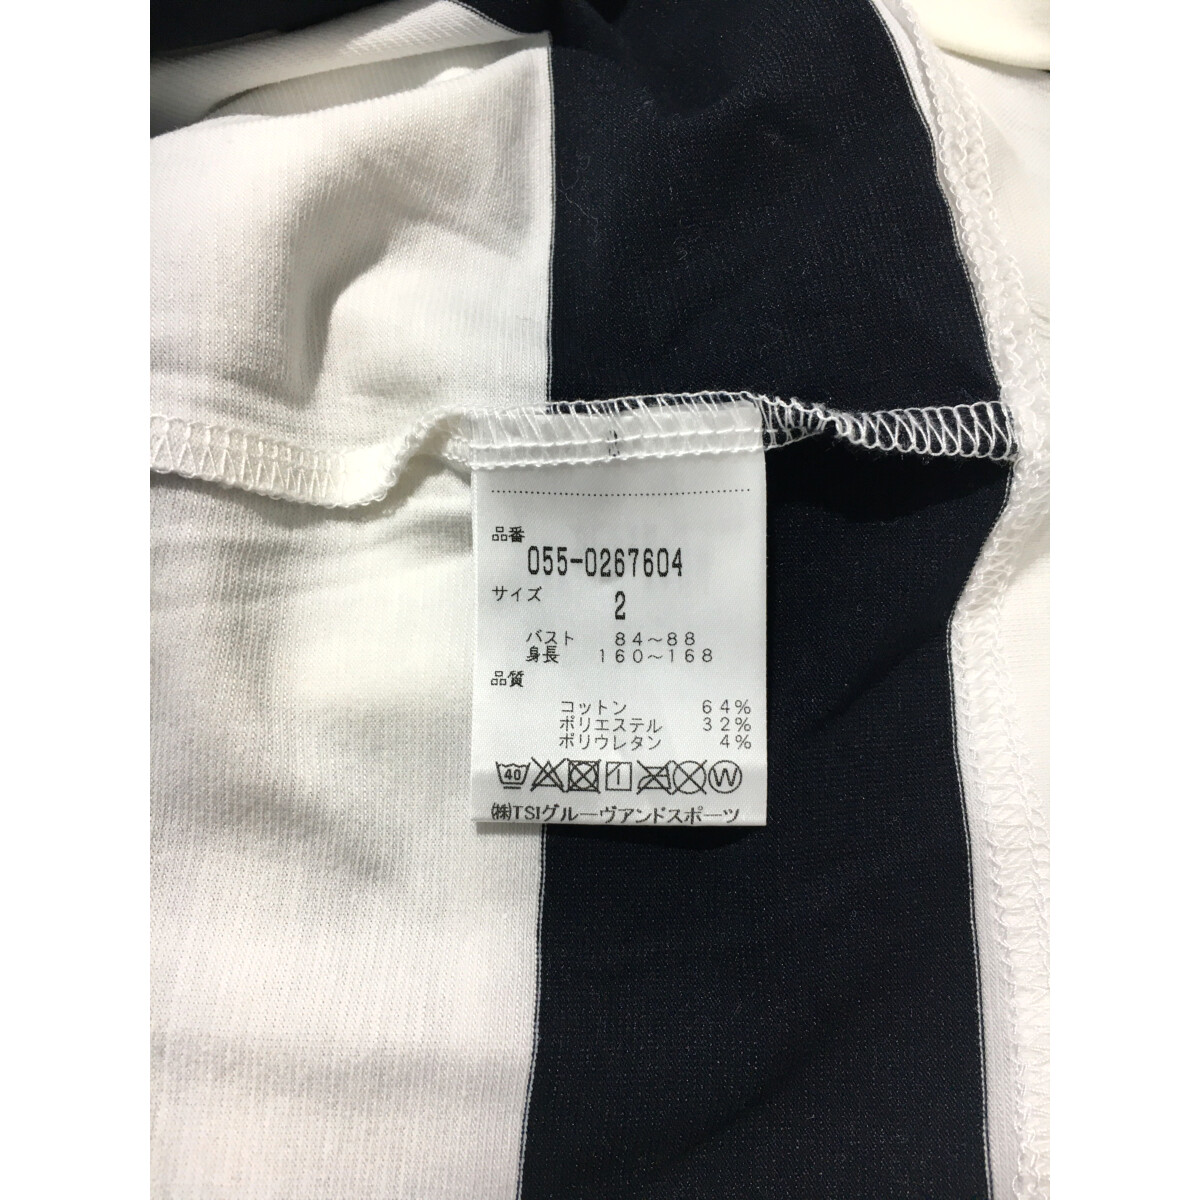 品番
055-0267604
サイズ
2
バスト 84～88
身長 160～168
品質
コットン 64%
ポリエステル 32%
ポリウレタン 4%
40 W
㈱TSIグルーヴアンドスポーツ